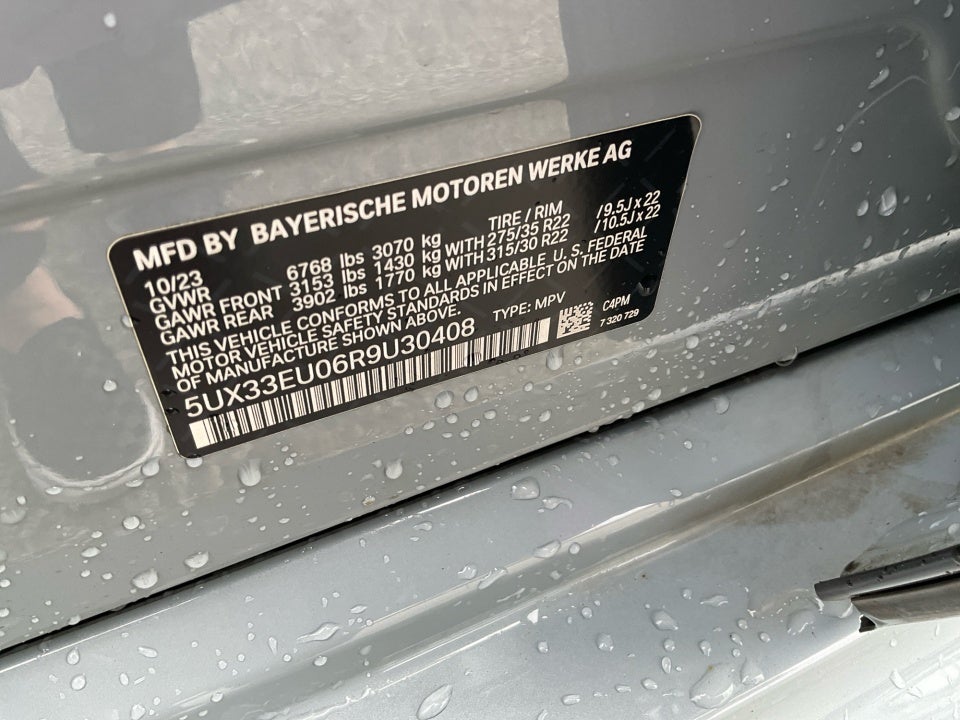 MFD BY BAYERISCHE MOTOREN WERKE AG
10/23 TIRE / RIM
GVWR 6768 lbs 3070 kg
GAWR FRONT 3153 lbs 1430 kg WITH 275/35 R22 /9.5J x 22
GAWR REAR 3902 lbs 1770 kg WITH 315/30 R22 /10.5J x 22
THIS VEHICLE CONFORMS TO ALL APPLICABLE U.S. FEDERAL
MOTOR VEHICLE SAFETY STANDARDS IN EFFECT ON THE DATE
OF MANUFACTURE SHOWN ABOVE.
5UX33EU06R9U30408 TYPE: MPV C4PM
7 320 729